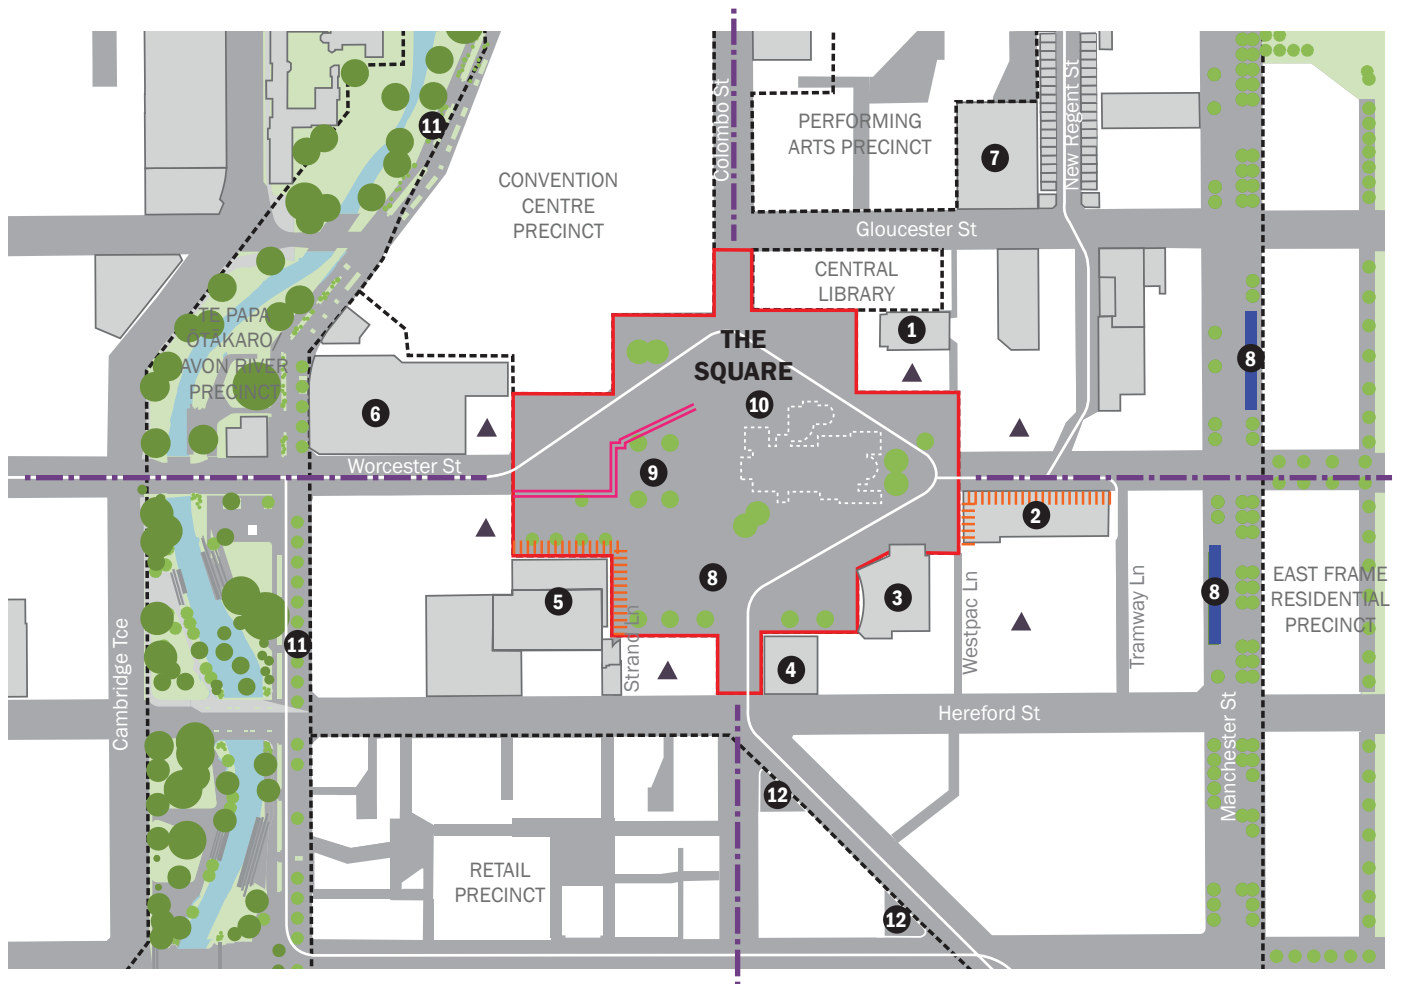 11
PERFORMING
ARTS PRECINCT
7
CONVENTION
CENTRE
PRECINCT
Colombo St
New Regent St
Gloucester St
CENTRAL
LIBRARY
TE PAPA
ŌTĀKARO/
AVON RIVER
PRECINCT
1
THE
SQUARE
8
6
10
Worcester St
9
2
8
8
EAST FRAME
RESIDENTIAL
PRECINCT
5
3
Strand Ln
Westpac Ln
Tramway Ln
11
4
Cambridge Tce
Hereford St
Manchester St
12
RETAIL
PRECINCT
12